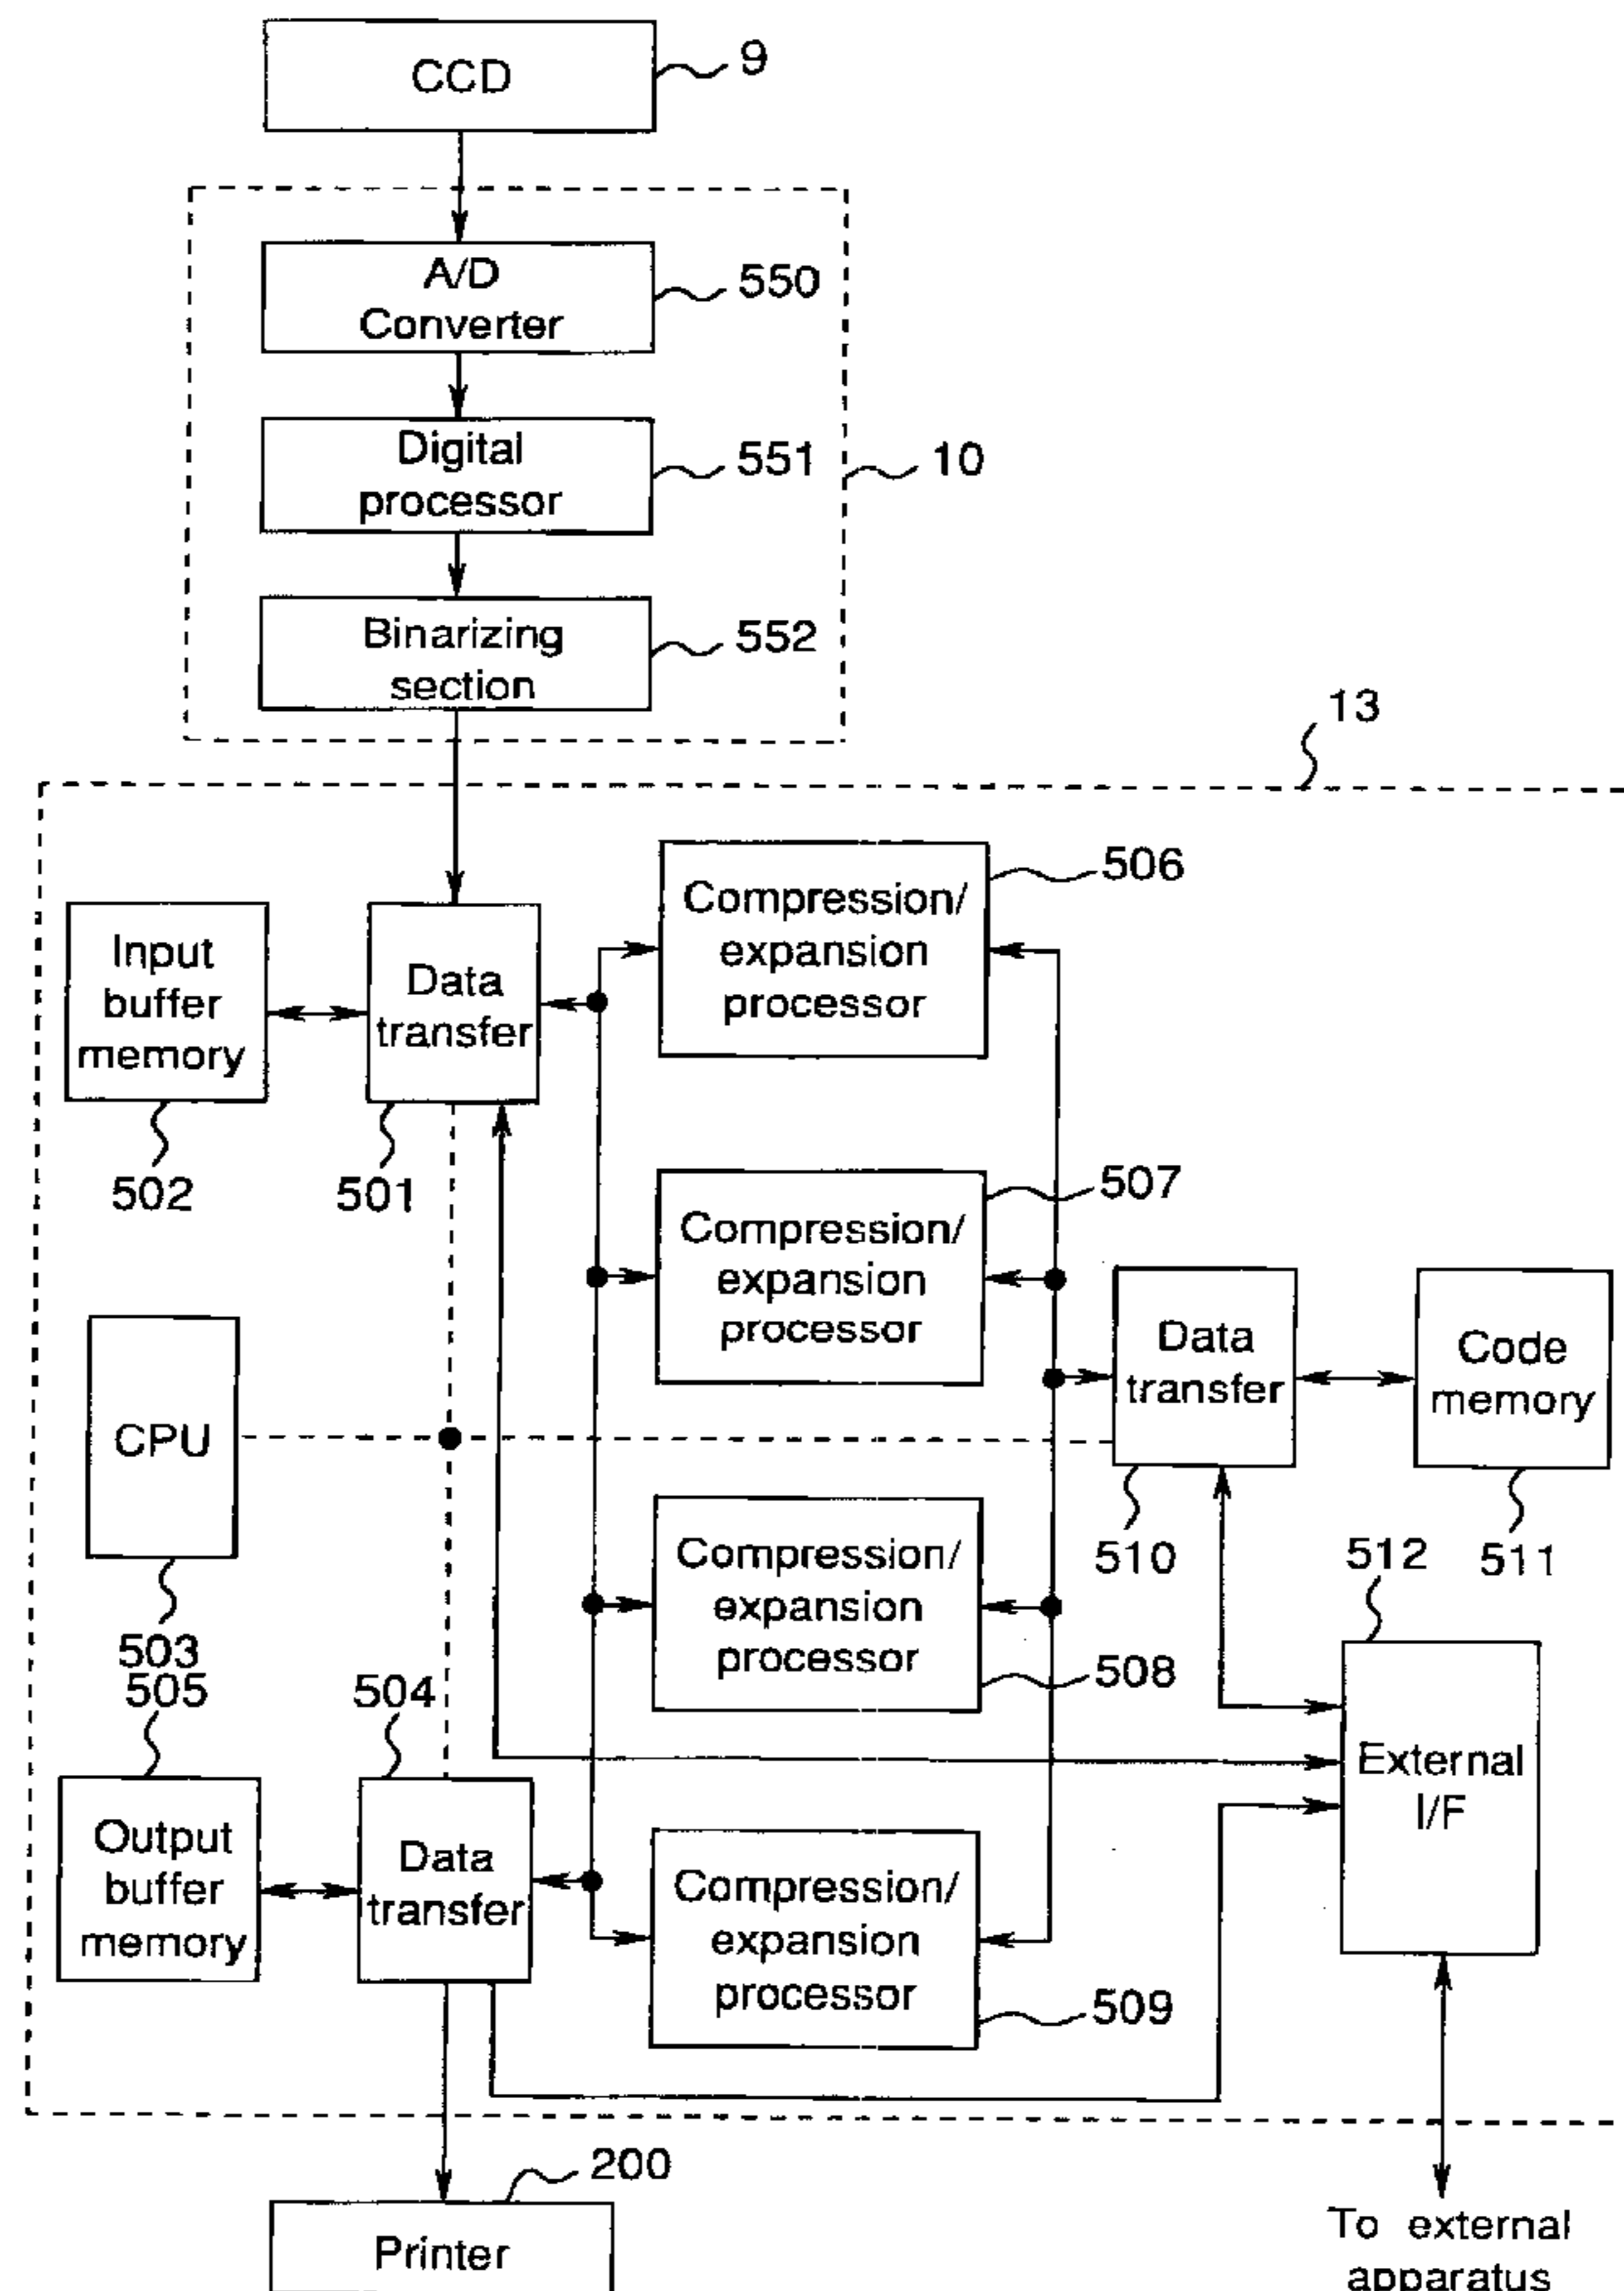 CCD
9
A/D
Converter
550
Digital
processor
551
10
Binarizing
section
552
13
Input
buffer
memory
502
Data
transfer
501
Compression/
expansion
processor
506
Compression/
expansion
processor
507
Data
transfer
510
Code
memory
511
CPU
503
Compression/
expansion
processor
508
512
External
I/F
505
Output
buffer
memory
504
Data
transfer
Compression/
expansion
processor
509
200
Printer
To external
apparatus